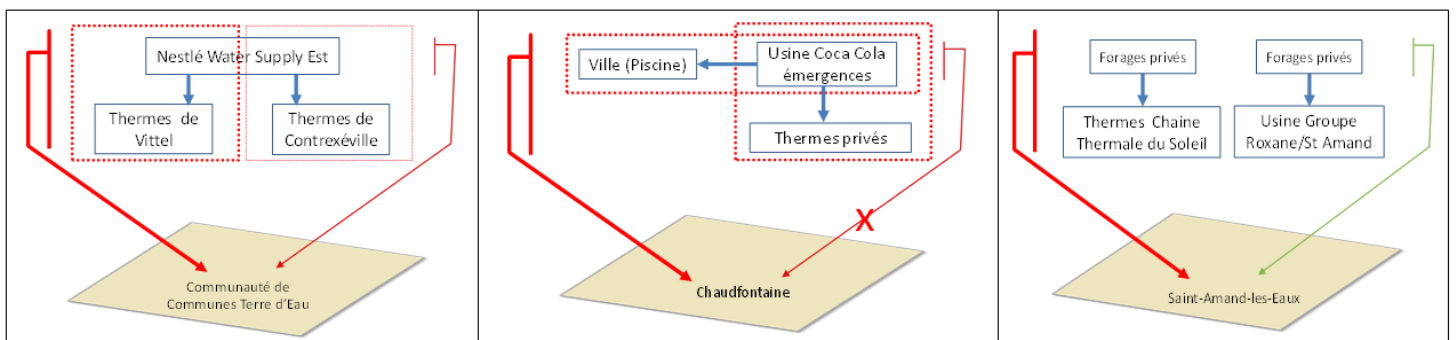 Nestlé Water Supply Est
Thermes de
Vittel
Thermes de
Contrexéville
Communauté de
Communes Terre d'Eau
Ville (Piscine)
Usine Coca Cola
émergences
Thermes privés
X
Chaudfontaine
Forages privés
Forages privés
Thermes Chaine
Thermale du Soleil
Usine Groupe
Roxane/St Amand
Saint-Amand-les-Eaux